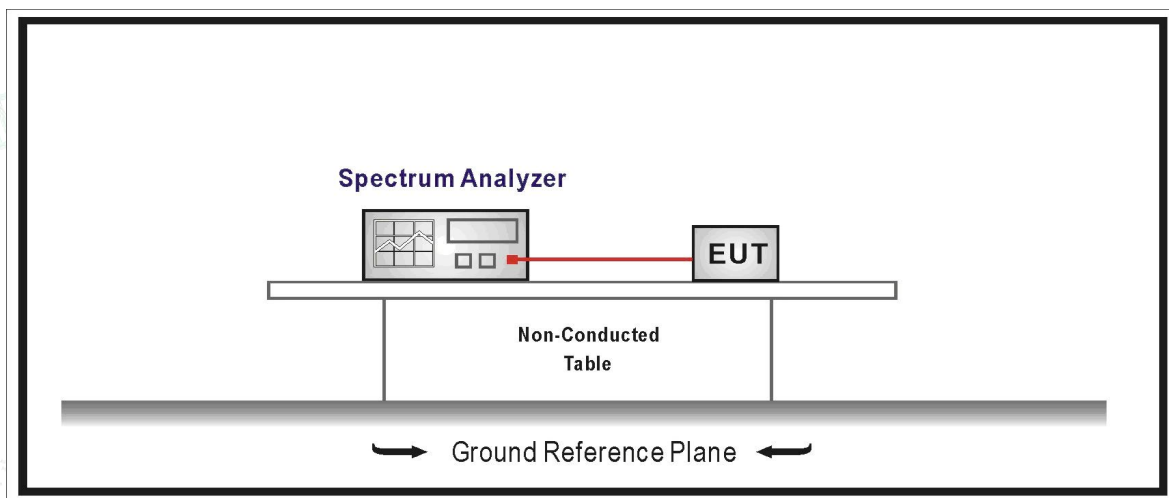 Spectrum Analyzer
EUT
Non-Conducted
Table
Ground Reference Plane